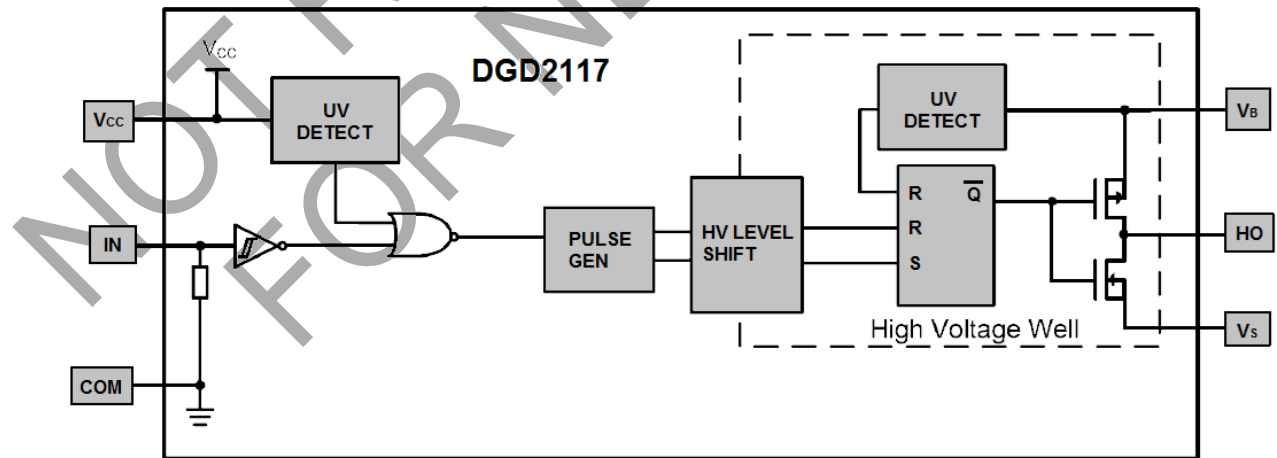 NOT
FOR N
DGD2117
VCC
VCC
UV
DETECT
IN
COM
PULSE
GEN
HV LEVEL
SHIFT
UV
DETECT
R
Q
R
S
High Voltage Well
VB
HO
VS